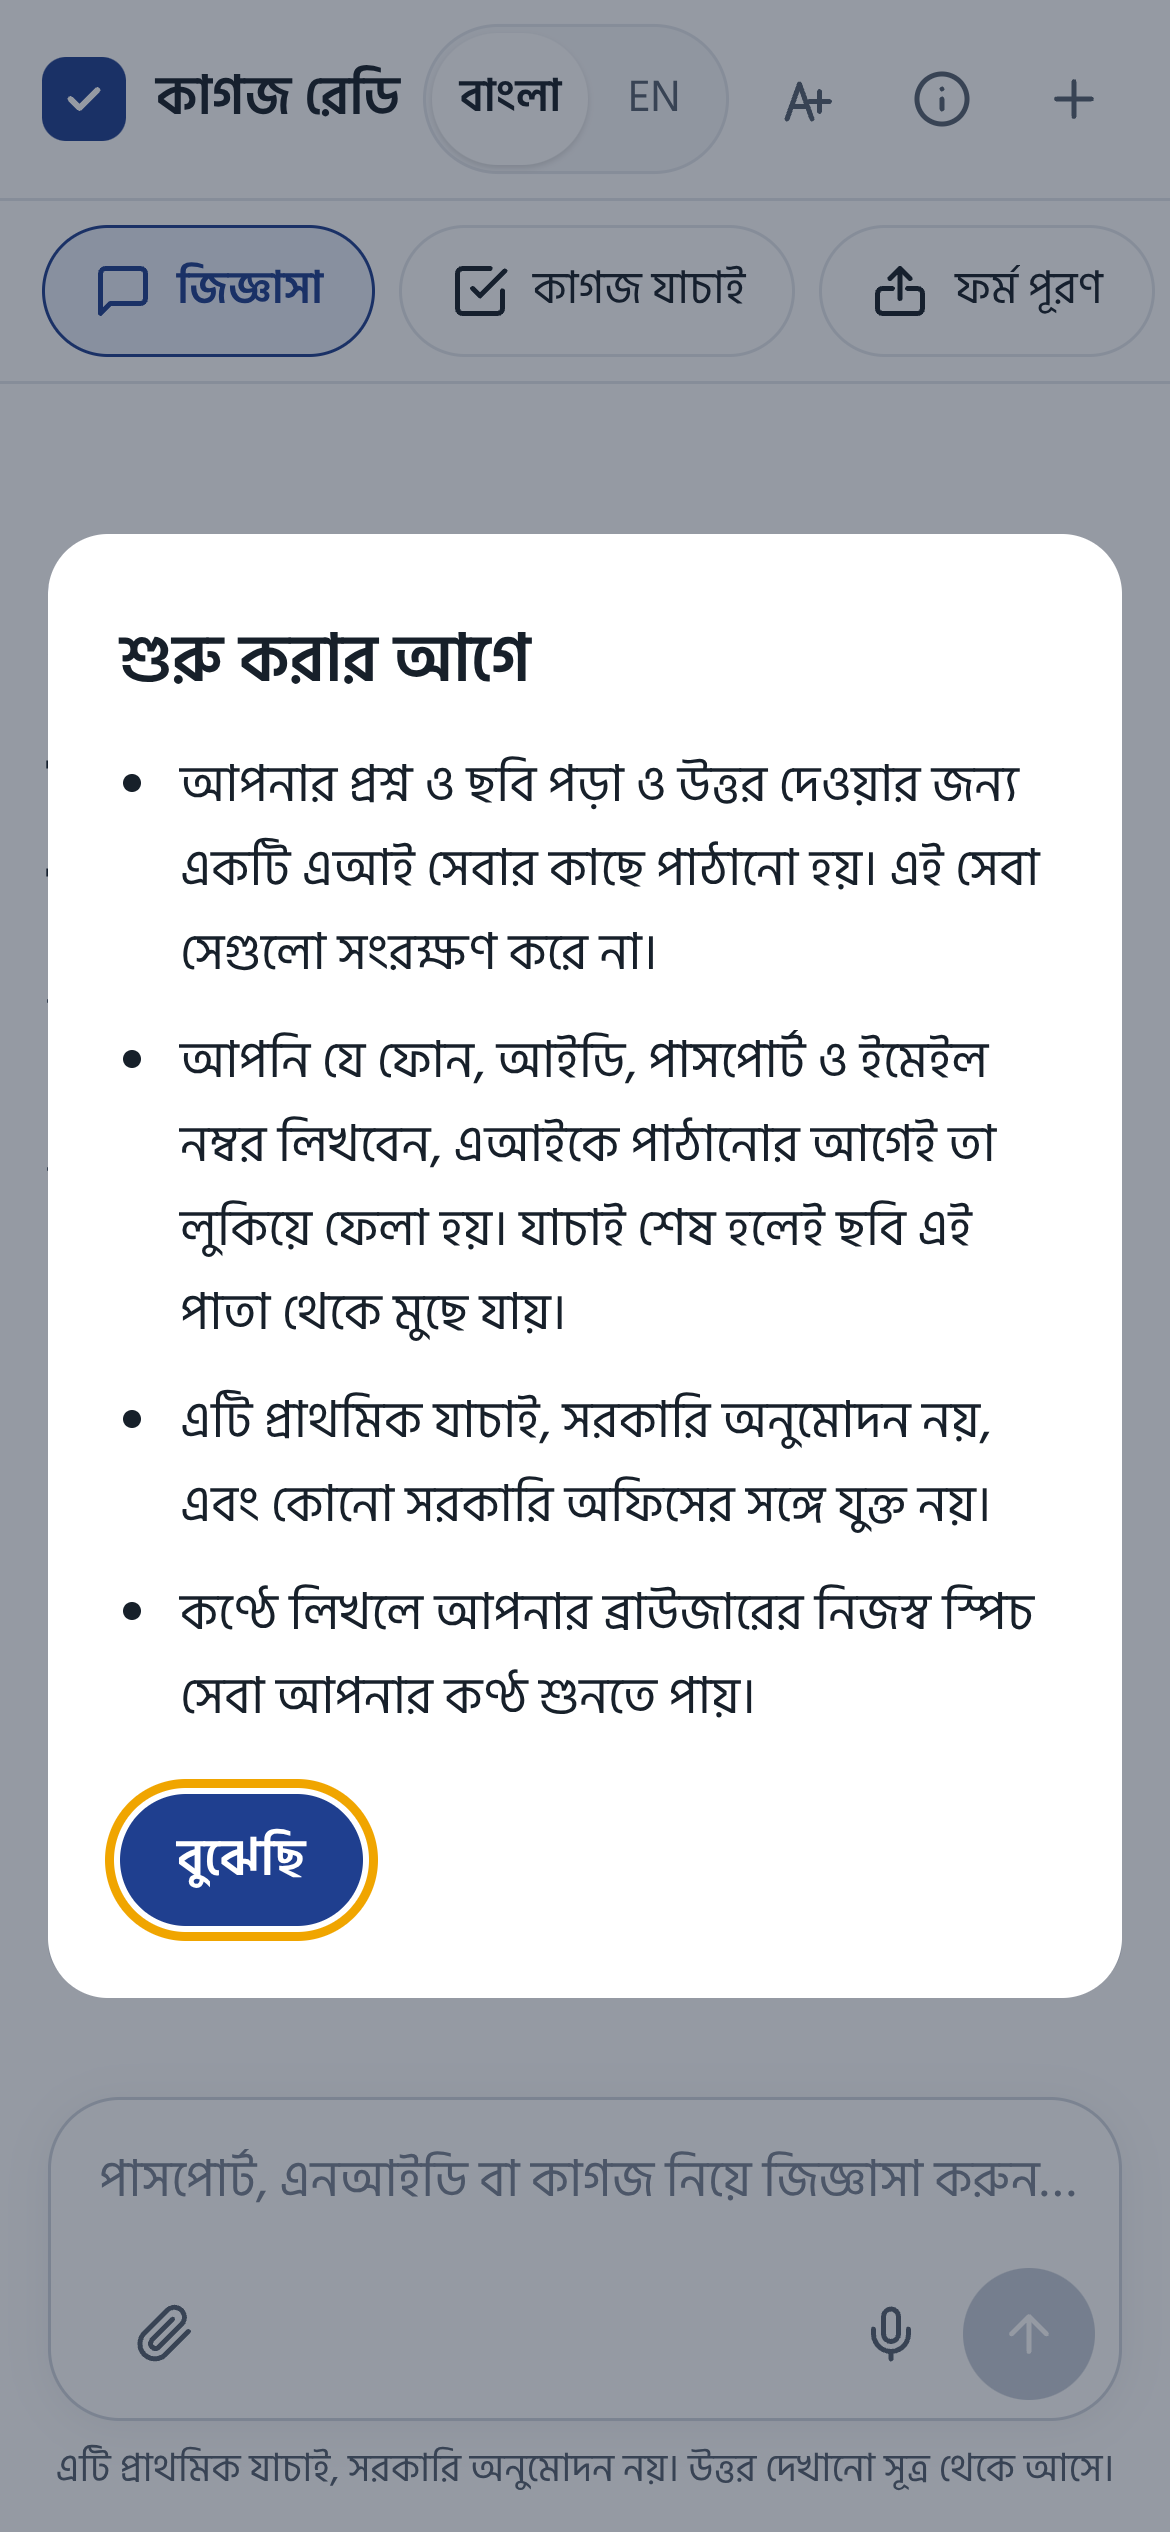 কাগজ রেডি
বাংলা
EN
A+
জিজ্ঞাসা
কাগজ যাচাই
ফর্ম পূরণ
শুরু করার আগে
আপনার প্রশ্ন ও ছবি পড়া ও উত্তর দেওয়ার জন্য
একটি এআই সেবার কাছে পাঠানো হয়। এই সেবা
সেগুলো সংরক্ষণ করে না।
আপনি যে ফোন, আইডি, পাসপোর্ট ও ইমেইল
নম্বর লিখবেন, এআইকে পাঠানোর আগেই তা
লুকিয়ে ফেলা হয়। যাচাই শেষ হলেই ছবি এই
পাতা থেকে মুছে যায়।
এটি প্রাথমিক যাচাই, সরকারি অনুমোদন নয়,
এবং কোনো সরকারি অফিসের সঙ্গে যুক্ত নয়।
কণ্ঠে লিখলে আপনার ব্রাউজারের নিজস্ব স্পিচ
সেবা আপনার কণ্ঠ শুনতে পায়।
বুঝেছি
পাসপোর্ট, এনআইডি বা কাগজ নিয়ে জিজ্ঞাসা করুন...
এটি প্রাথমিক যাচাই, সরকারি অনুমোদন নয়। উত্তর দেখানো সূত্র থেকে আসে।